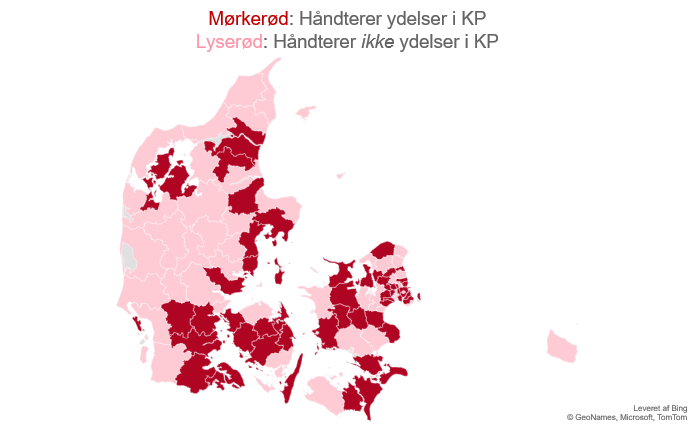 Mørkerød: Håndterer ydelser i KP
Lyserød: Håndterer ikke ydelser i KP
Leveret af Bing
© GeoNames, Microsoft, TomTom